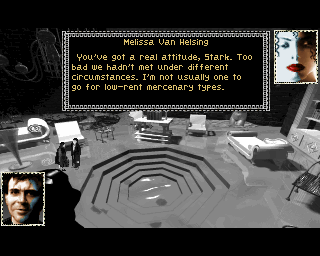 Melissa Van Helsing
You've got a real attitude, Stark. Too
bad we hadn't met under different
circumstances. I'm not usually one to
go for low-rent mercenary types.